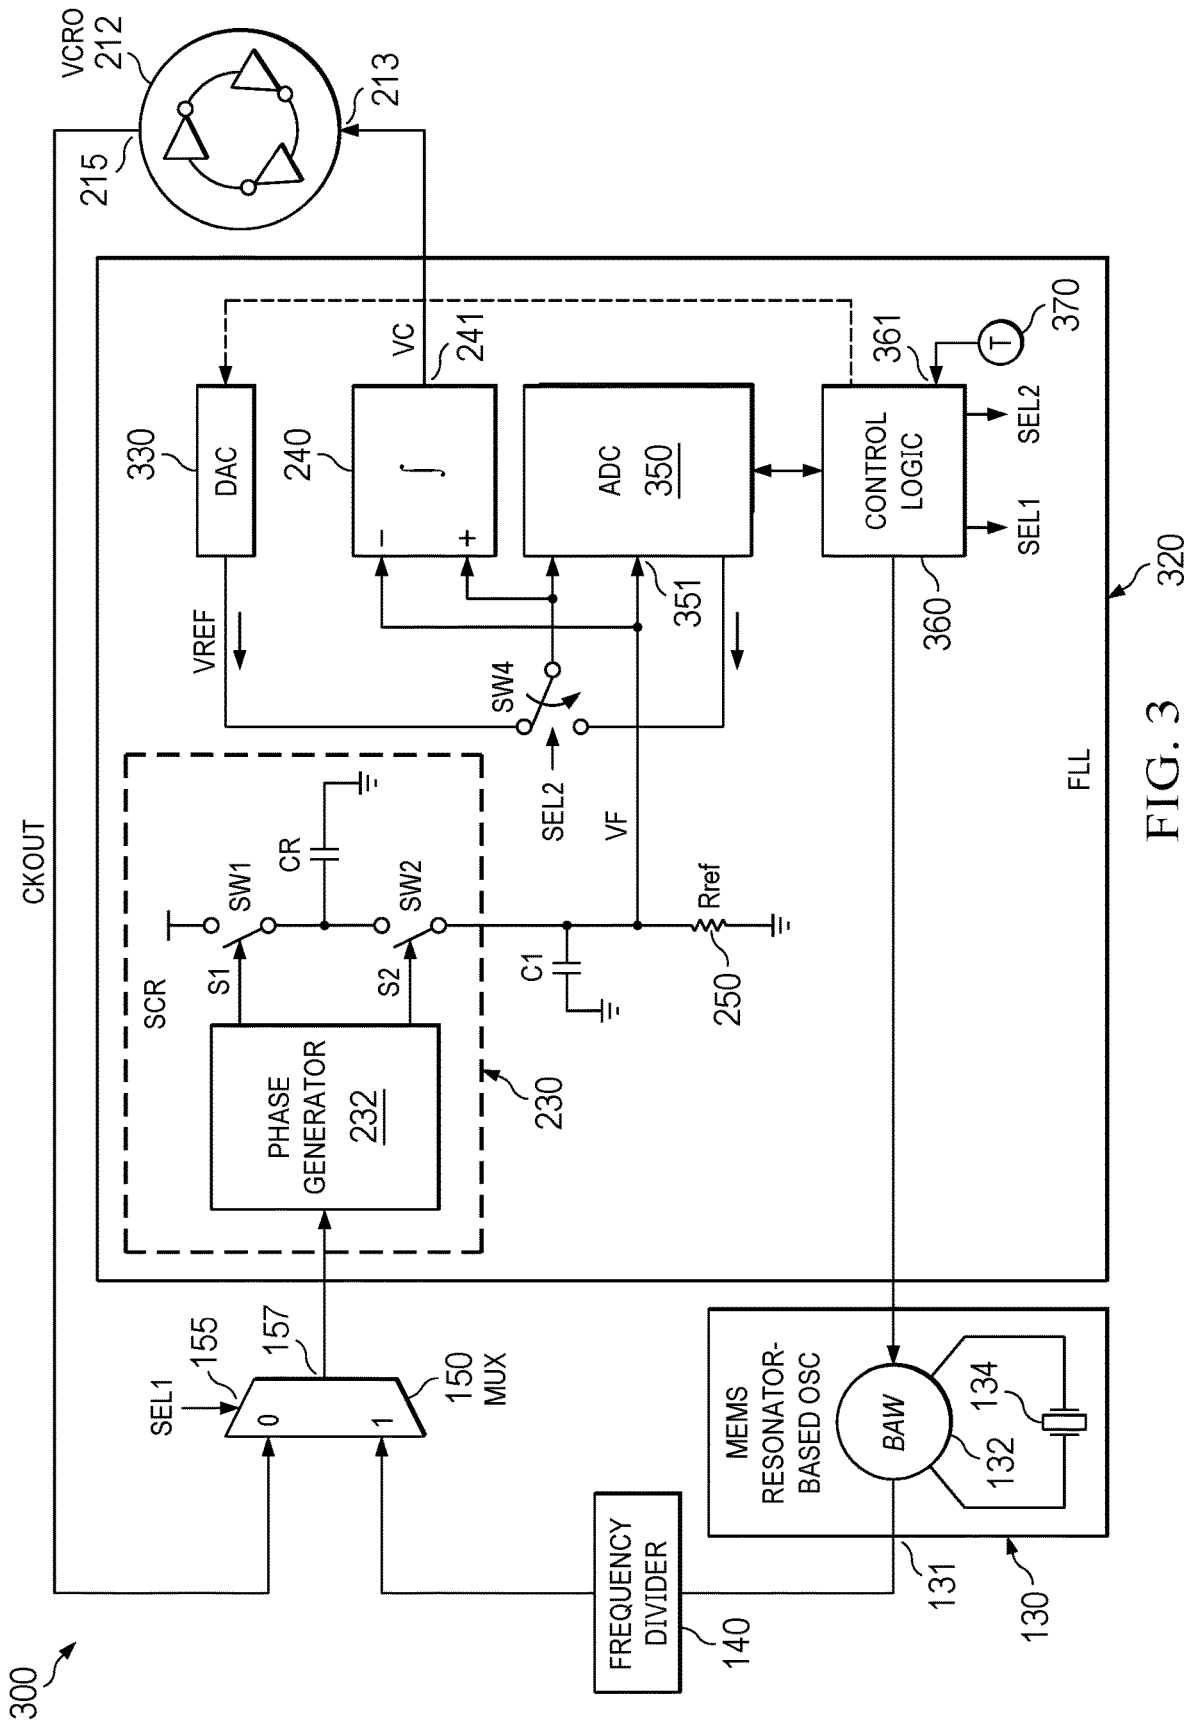 300
CKOUT
VCRO
212
215
213
SEL1
155
0
1
157
150
MUX
SCR
PHASE
GENERATOR
232
S1
S2
SW1
SW2
CR
230
C1
VF
Rref
250
VREF
330
DAC
SW4
SEL2
240
∫
−
+
VC
241
ADC
350
351
CONTROL
LOGIC
360
361
T
370
SEL1
SEL2
FREQUENCY
DIVIDER
140
MEMS
RESONATOR-
BASED OSC
BAW
132
134
131
130
FLL
320
FIG. 3